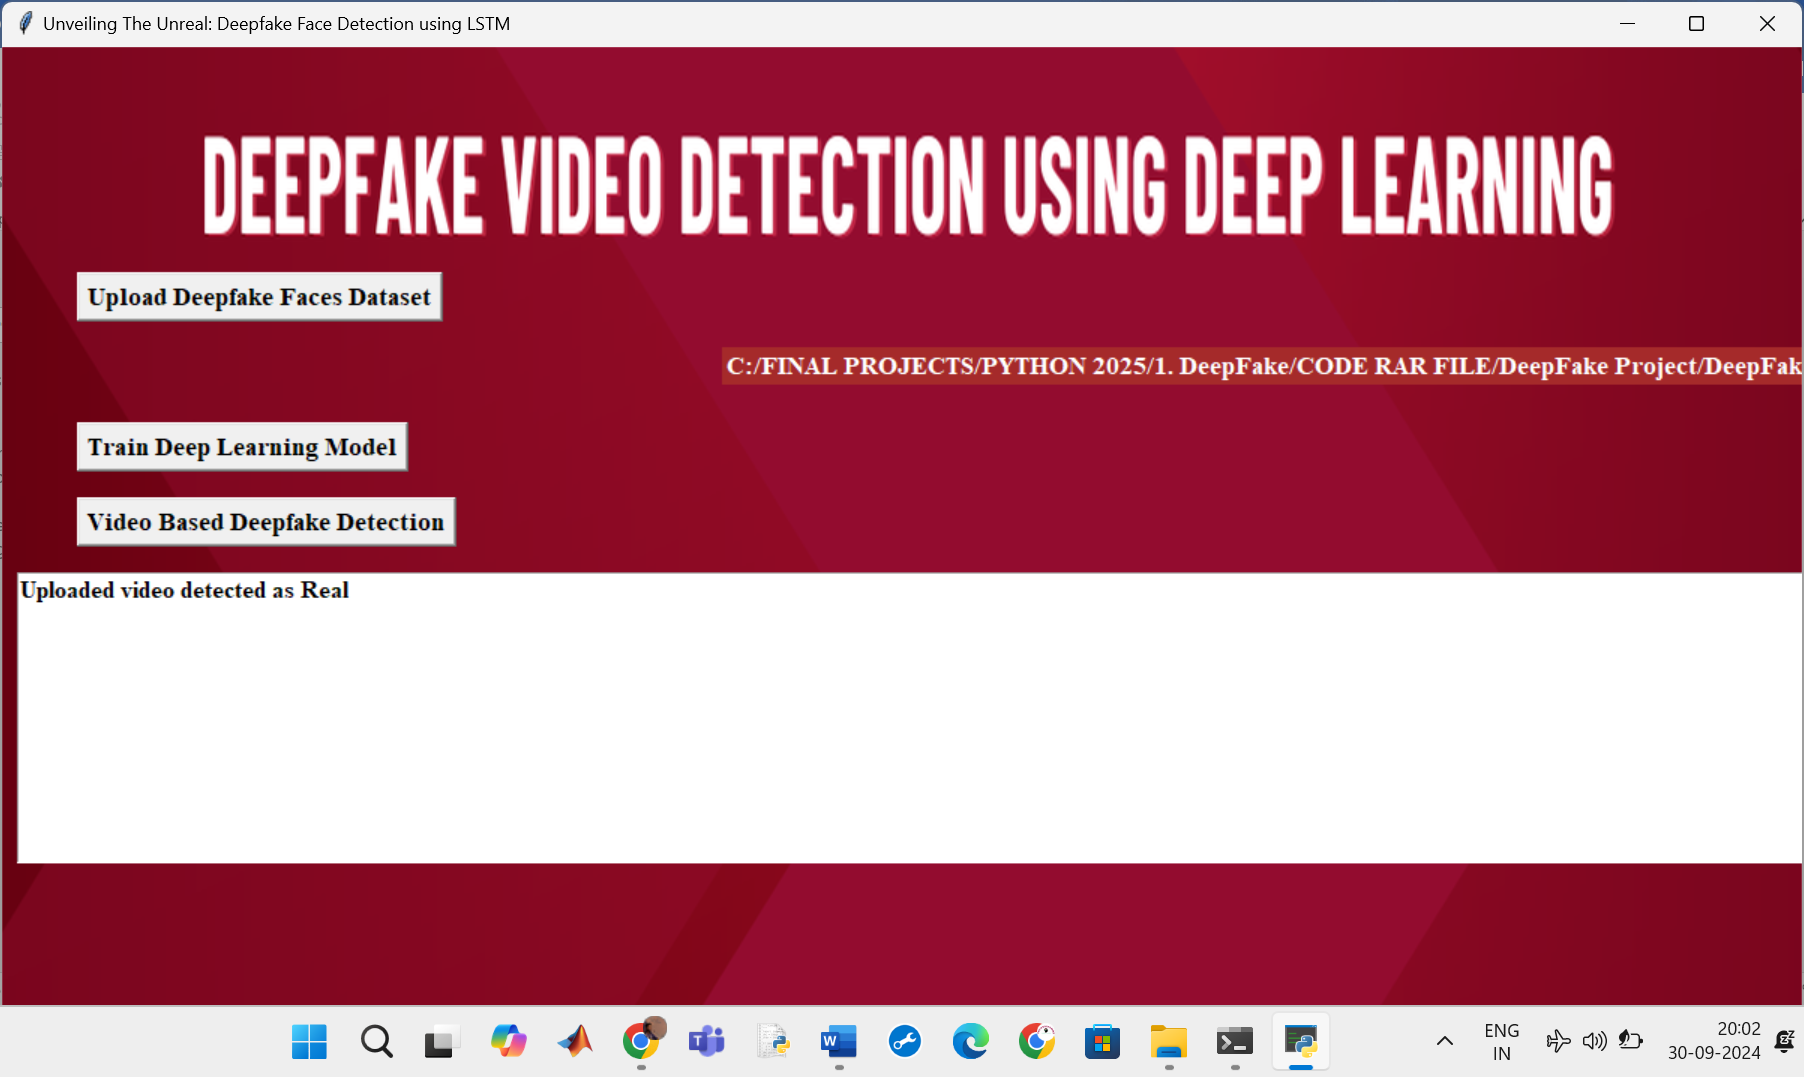 Unveiling The Unreal: Deepfake Face Detection using LSTM
DEEPFAKE VIDEO DETECTION USING DEEP LEARNING
Upload Deepfake Faces Dataset
C:/FINAL PROJECTS/PYTHON 2025/1. DeepFake/CODE RAR FILE/DeepFake Project/DeepFak
Train Deep Learning Model
Video Based Deepfake Detection
Uploaded video detected as Real
ENG
IN
20:02
30-09-2024